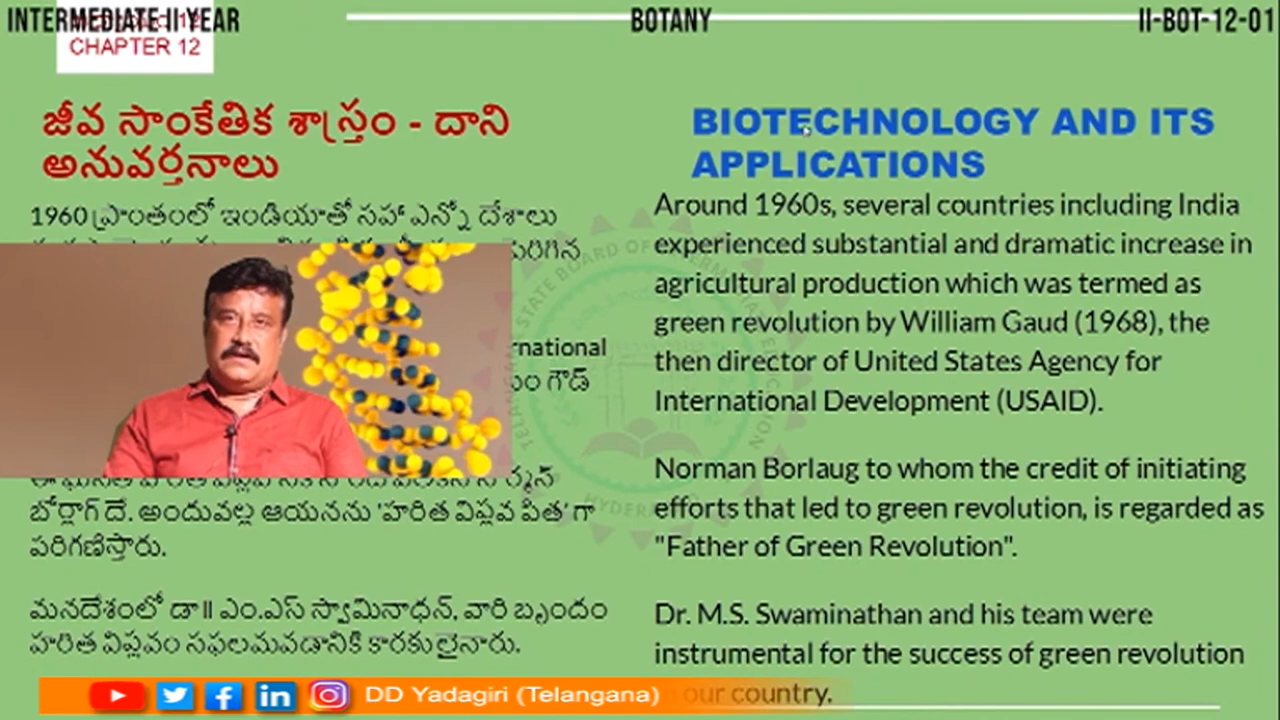 INTERMEDIATE II YEAR
BOTANY
II-BOT-12-01
CHAPTER 12
జీవ సాంకేతిక శాస్త్రం - దాని
అనువర్తనాలు
1960 ప్రాంతంలో ఇండియాతో సహా ఎన్నో దేశాలు
బోర్లాగ్ దే. అందువల్ల ఆయనను 'హరిత విప్లవ పిత' గా
పరిగణిస్తారు.
మనదేశంలో డా॥ ఎం.ఎస్ స్వామినాథన్, వారి బృందం
హరిత విప్లవం సఫలమవడానికి కారకులైనారు.
BIOTECHNOLOGY AND ITS
APPLICATIONS
Around 1960s, several countries including India
experienced substantial and dramatic increase in
agricultural production which was termed as
green revolution by William Gaud (1968), the
then director of United States Agency for
International Development (USAID).
Norman Borlaug to whom the credit of initiating
efforts that led to green revolution, is regarded as
"Father of Green Revolution".
Dr. M.S. Swaminathan and his team were
instrumental for the success of green revolution
our country.
DD Yadagiri (Telangana)